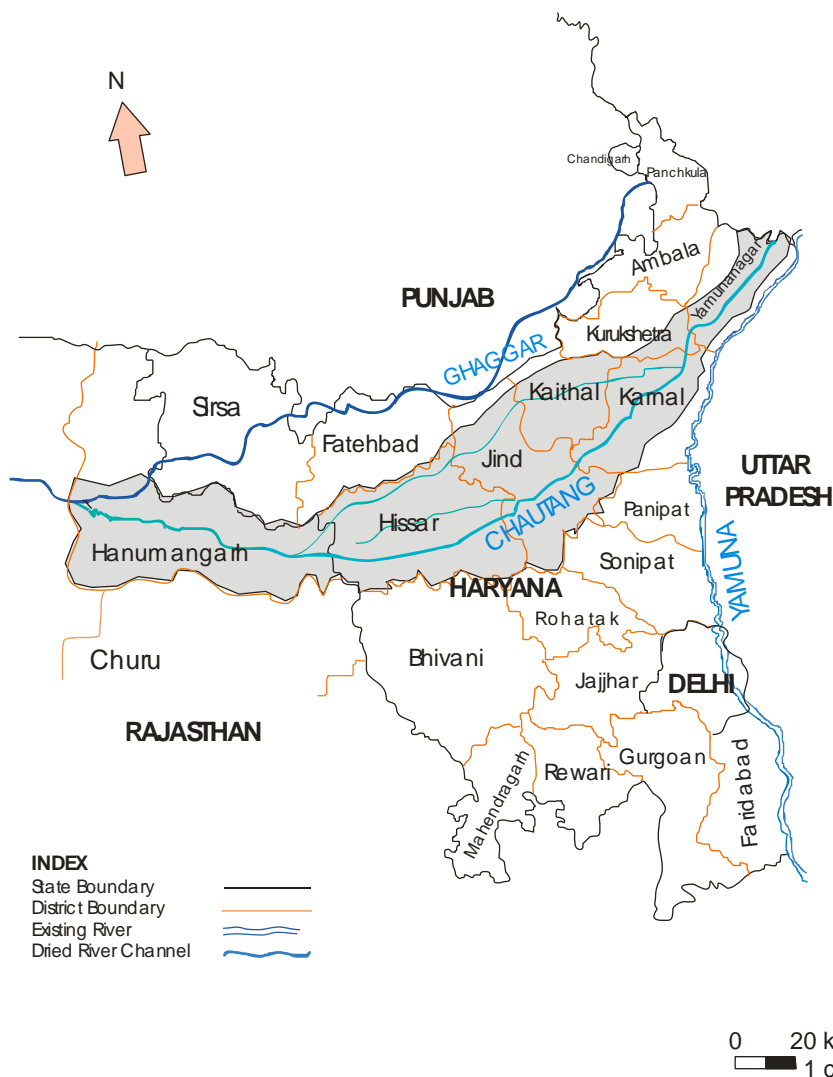 N
Chandigarh
Panchkula
Ambala
Yamunanagar
PUNJAB
Kurukshetra
GHAGGAR
Kaithal
Karnal
Sirsa
Fatehbad
Jind
UTTAR
PRADESH
CHAUTANG
Panipat
Hissar
Hanumangarh
Sonipat
YAMUNA
HARYANA
Rohatak
Churu
Bhivani
Jajjhar
DELHI
RAJASTHAN
Gurgoan
Rewari
Mahendragarh
Faridabad
INDEX
State Boundary
District Boundary
Existing River
Dried River Channel
0 20 k
1 c